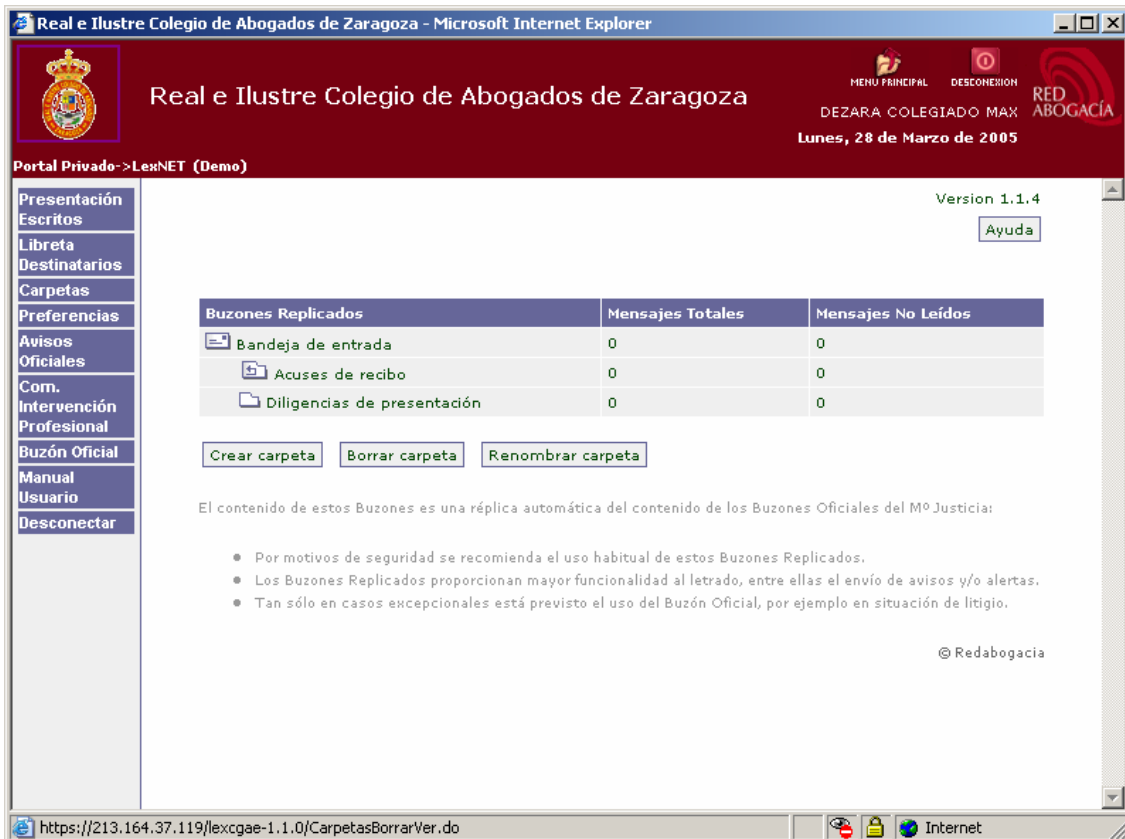 Real e Ilustre Colegio de Abogados de Zaragoza - Microsoft Internet Explorer
Real e Ilustre Colegio de Abogados de Zaragoza
MENU PRINCIPAL
DESCONEXION
RED
ABOGACÍA
DEZARA COLEGIADO MAX
Lunes, 28 de Marzo de 2005
Portal Privado->LexNET (Demo)
Presentación
Escritos
Libreta
Destinatarios
Carpetas
Preferencias
Avisos
Oficiales
Com.
Intervención
Profesional
Buzón Oficial
Manual
Usuario
Desconectar
Version 1.1.4
Ayuda
Buzones Replicados Mensajes Totales Mensajes No Leídos
Bandeja de entrada 0 0
Acuses de recibo 0 0
Diligencias de presentación 0 0
Crear carpeta Borrar carpeta Renombrar carpeta
El contenido de estos Buzones es una réplica automática del contenido de los Buzones Oficiales del Mº Justicia:
Por motivos de seguridad se recomienda el uso habitual de estos Buzones Replicados.
Los Buzones Replicados proporcionan mayor funcionalidad al letrado, entre ellas el envío de avisos y/o alertas.
Tan sólo en casos excepcionales está previsto el uso del Buzón Oficial, por ejemplo en situación de litigio.
© Redabogacia
https://213.164.37.119/lexcgae-1.1.0/CarpetasBorrarVer.do
Internet